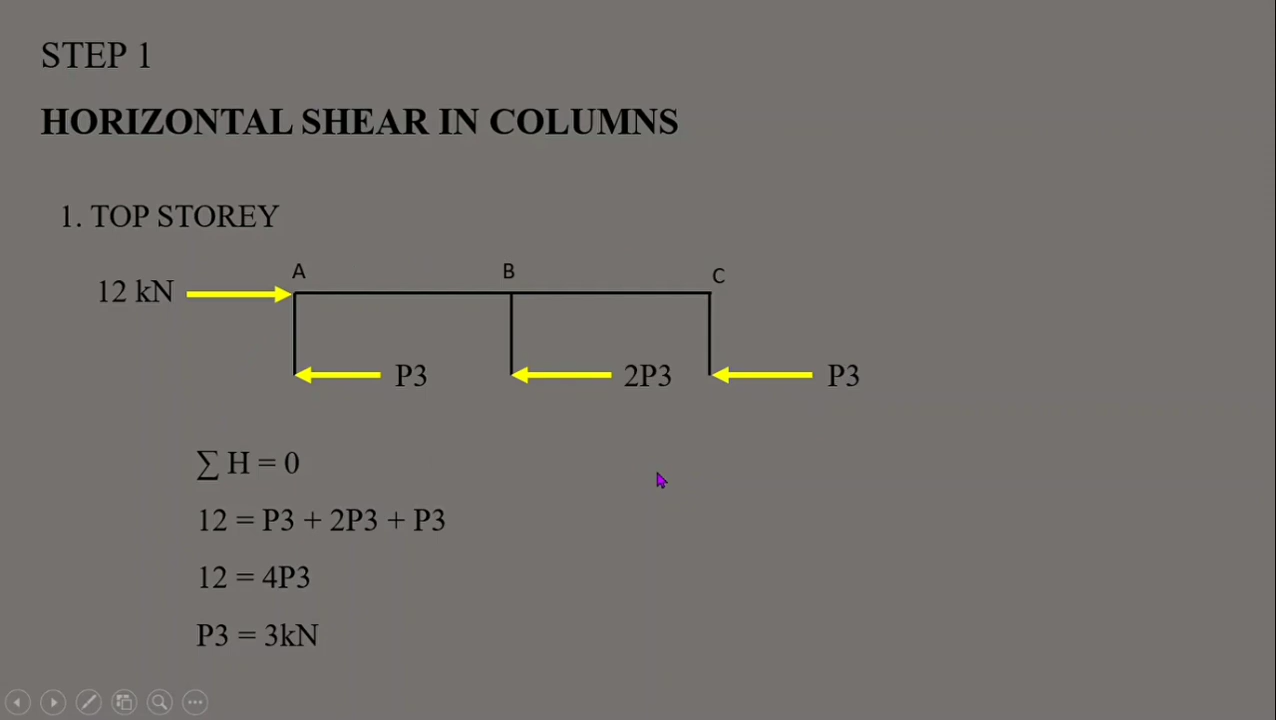 STEP 1
HORIZONTAL SHEAR IN COLUMNS
1. TOP STOREY
A B C
12 kN
P3 2P3 P3
∑ H = 0
12 = P3 + 2P3 + P3
12 = 4P3
P3 = 3kN